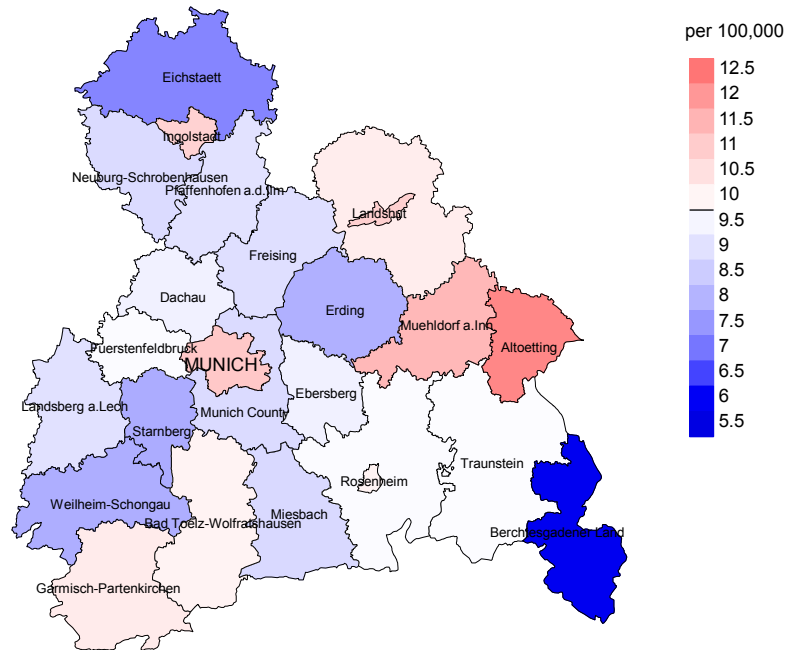 per 100,000
12.5
12
11.5
11
10.5
10
9.5
9
8.5
8
7.5
7
6.5
6
5.5
Eichstaett
Ingolstadt
Neuburg-Schrobenhausen
Pfaffenhofen a.d.Ilm
Landshut
Freising
Dachau
Erding
Muehldorf a.Inn
Altoetting
Fuerstenfeldbruck
MUNICH
Ebersberg
Landsberg a.Lech
Munich County
Starnberg
Traunstein
Rosenheim
Weilheim-Schongau
Miesbach
Bad Toelz-Wolfratshausen
Berchtesgadener Land
Garmisch-Partenkirchen